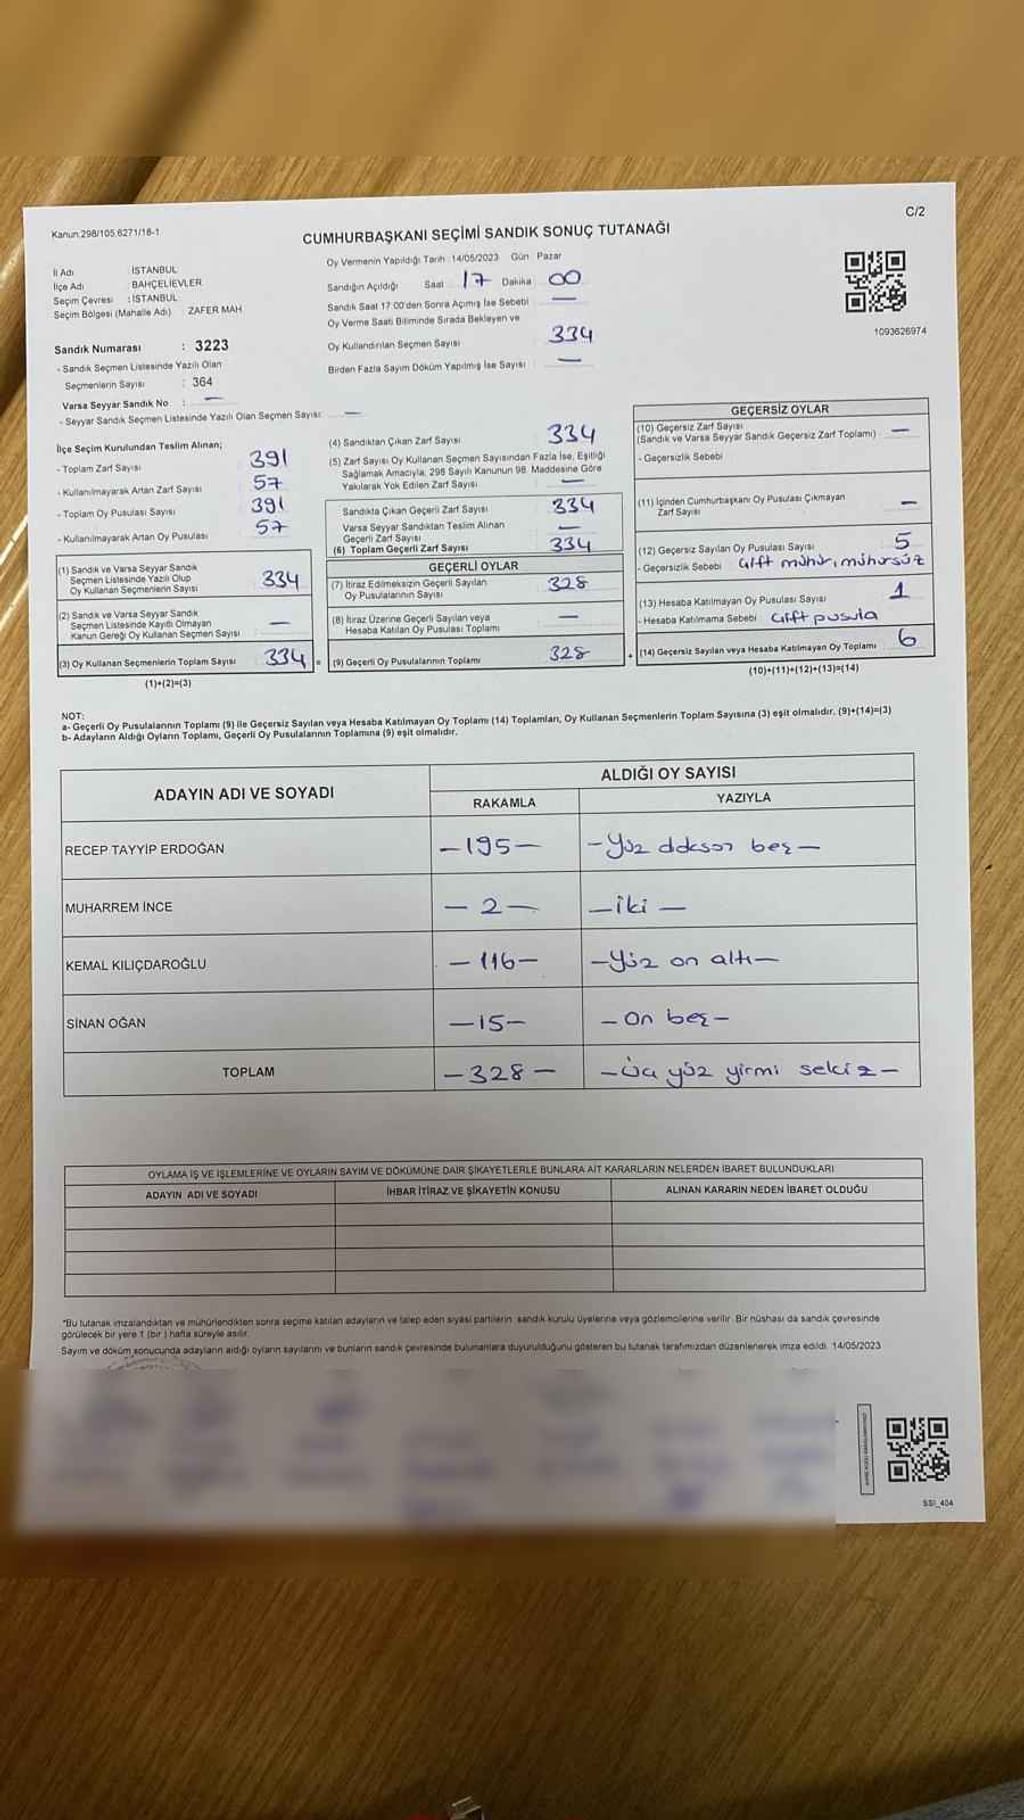 Kanun:298/105,6271/18-1
C/2
CUMHURBAŞKANI SEÇİMİ SANDIK SONUÇ TUTANAĞI
İl Adı İSTANBUL
İlçe Adı BAHÇELİEVLER
Seçim Çevresi : İSTANBUL
Seçim Bölgesi (Mahalle Adı) ZAFER MAH
Sandık Numarası : 3223
- Sandık Seçmen Listesinde Yazılı Olan
Seçmenlerin Sayısı : 364
Varsa Seyyar Sandık No : —
- Seyyar Sandık Seçmen Listesinde Yazılı Olan Seçmen Sayısı: —
Oy Vermenin Yapıldığı Tarih : 14/05/2023 Gün Pazar
Sandığın Açıldığı Saat 17 Dakika 00
Sandık Saat 17:00'den Sonra Açımış İse Sebebi —
Oy Verme Saati Bitiminde Sırada Bekleyen ve
Oy Kullandırılan Seçmen Sayısı 334
Birden Fazla Sayım Döküm Yapılmış İse Sayısı —
1093626974
İlçe Seçim Kurulundan Teslim Alınan;
- Toplam Zarf Sayısı 391
- Kullanılmayarak Artan Zarf Sayısı 57
- Toplam Oy Pusulası Sayısı 391
- Kullanılmayarak Artan Oy Pusulası 57
(1) Sandık ve Varsa Seyyar Sandık
Seçmen Listesinde Yazılı Olup
Oy Kullanan Seçmenlerin Sayısı 334
(2) Sandık ve Varsa Seyyar Sandık
Seçmen Listesinde Kayıtlı Olmayan
Kanun Gereği Oy Kullanan Seçmen Sayısı —
(3) Oy Kullanan Seçmenlerin Toplam Sayısı 334 =
(1)+(2)=(3)
(4) Sandıktan Çıkan Zarf Sayısı 334
(5) Zarf Sayısı Oy Kullanan Seçmen Sayısından Fazla İse, Eşitliği
Sağlamak Amacıyla, 298 Sayılı Kanunun 98. Maddesine Göre
Yakılarak Yok Edilen Zarf Sayısı —
Sandıkta Çıkan Geçerli Zarf Sayısı 334
Varsa Seyyar Sandıktan Teslim Alınan
Geçerli Zarf Sayısı —
(6) Toplam Geçerli Zarf Sayısı 334
GEÇERLİ OYLAR
(7) İtiraz Edilmeksizin Geçerli Sayılan
Oy Pusulalarının Sayısı 328
(8) İtiraz Üzerine Geçerli Sayılan veya
Hesaba Katılan Oy Pusulası Toplamı —
(9) Geçerli Oy Pusulalarının Toplamı 328 +
GEÇERSİZ OYLAR
(10) Geçersiz Zarf Sayısı
(Sandık ve Varsa Seyyar Sandık Geçersiz Zarf Toplamı) —
- Geçersizlik Sebebi
(11) İçinden Cumhurbaşkanı Oy Pusulası Çıkmayan
Zarf Sayısı —
(12) Geçersiz Sayılan Oy Pusulası Sayısı 5
- Geçersizlik Sebebi Çift mühür, mühürsüz
(13) Hesaba Katılmayan Oy Pusulası Sayısı 1
- Hesaba Katılmama Sebebi Çift pusula
(14) Geçersiz Sayılan veya Hesaba Katılmayan Oy Toplamı 6
(10)+(11)+(12)+(13)=(14)
NOT:
a- Geçerli Oy Pusulalarının Toplamı (9) ile Geçersiz Sayılan veya Hesaba Katılmayan Oy Toplamı (14) Toplamları, Oy Kullanan Seçmenlerin Toplam Sayısına (3) eşit olmalıdır. (9)+(14)=(3)
b- Adayların Aldığı Oyların Toplamı, Geçerli Oy Pusulalarının Toplamına (9) eşit olmalıdır.
ADAYIN ADI VE SOYADI
ALDIĞI OY SAYISI
RAKAMLA YAZIYLA
RECEP TAYYİP ERDOĞAN —195— —Yüz doksan beş—
MUHARREM İNCE —2— —iki—
KEMAL KILIÇDAROĞLU —116— —Yüz on altı—
SİNAN OĞAN —15— —On beş—
TOPLAM —328— —Üç yüz yirmi sekiz—
OYLAMA İŞ VE İŞLEMLERİNE VE OYLARIN SAYIM VE DÖKÜMÜNE DAİR ŞİKAYETLERLE BUNLARA AİT KARARLARIN NELERDEN İBARET BULUNDUKLARI
ADAYIN ADI VE SOYADI İHBAR İTİRAZ VE ŞİKAYETİN KONUSU ALINAN KARARIN NEDEN İBARET OLDUĞU
*Bu tutanak imzalandıktan ve mühürlendikten sonra seçime katılan adayların ve talep eden siyasi partilerin sandık kurulu üyelerine veya gözlemcilerine verilir. Bir nüshası da sandık çevresinde
görülecek bir yere 1 (bir) hafta süreyle asılır.
Sayım ve döküm sonucunda adayların aldığı oyların sayılarını ve bunların sandık çevresinde bulunanlara duyurulduğunu gösteren bu tutanak tarafımızdan düzenlenerek imza edildi. 14/05/2023
SSI_404